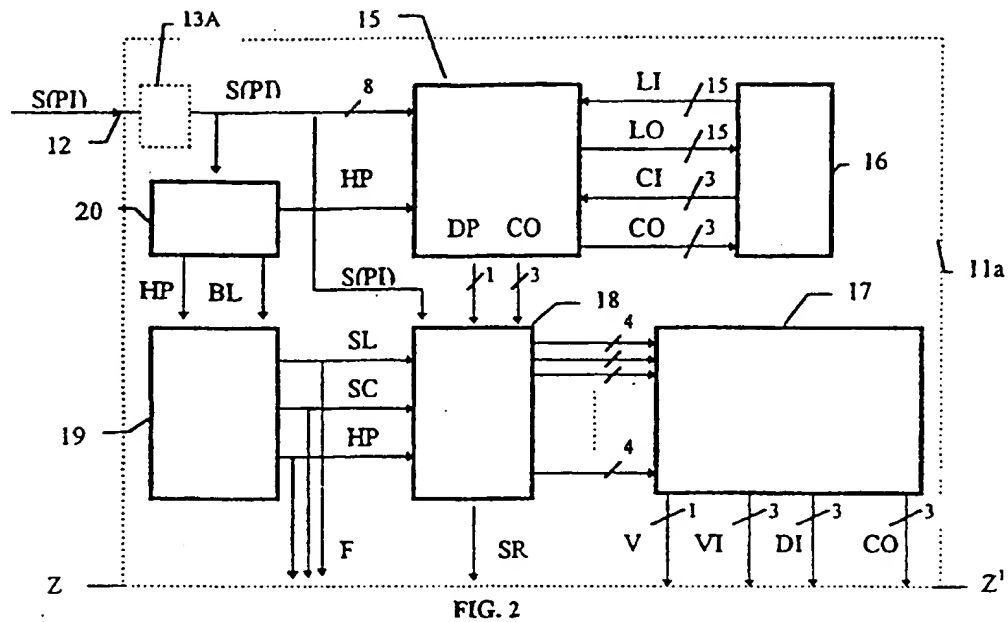 13A
15
S(PI)
S(PI)
8
LI
15
12
LO
15
16
HP
CI
3
20
DP
CO
CO
3
HP
BL
S(PI)
1
3
18
17
11a
SL
4
SC
19
HP
4
F
SR
V
1
VI
3
DI
3
CO
3
Z
Z'
FIG. 2